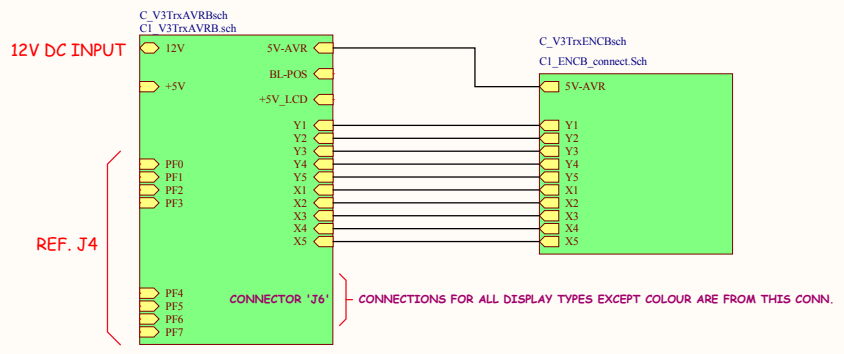 C_V3TrxAVRBsch
C1_V3TrxAVRB.sch
12V DC INPUT
12V
5V-AVR
BL-POS
+5V
+5V_LCD
Y1
Y2
Y3
Y4
Y5
X1
X2
X3
X4
X5
PF0
PF1
PF2
PF3
REF. J4
PF4
PF5
PF6
PF7
CONNECTOR 'J6'
CONNECTIONS FOR ALL DISPLAY TYPES EXCEPT COLOUR ARE FROM THIS CONN.
C_V3TrxENCBsch
C1_ENCB_connect.Sch
5V-AVR
Y1
Y2
Y3
Y4
Y5
X1
X2
X3
X4
X5